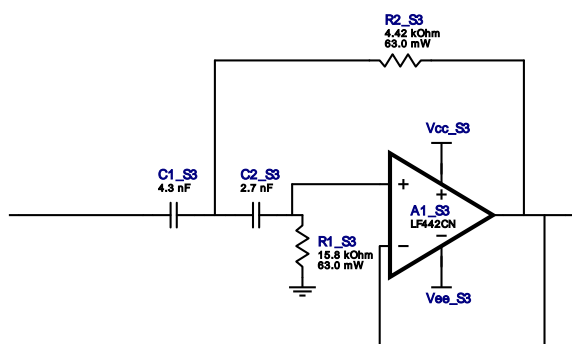 R2_S3
4.42 kOhm
63.0 mW
Vcc_S3
C1_S3
4.3 nF
C2_S3
2.7 nF
+
+
A1_S3
LF442CN
−
−
R1_S3
15.8 kOhm
63.0 mW
Vee_S3